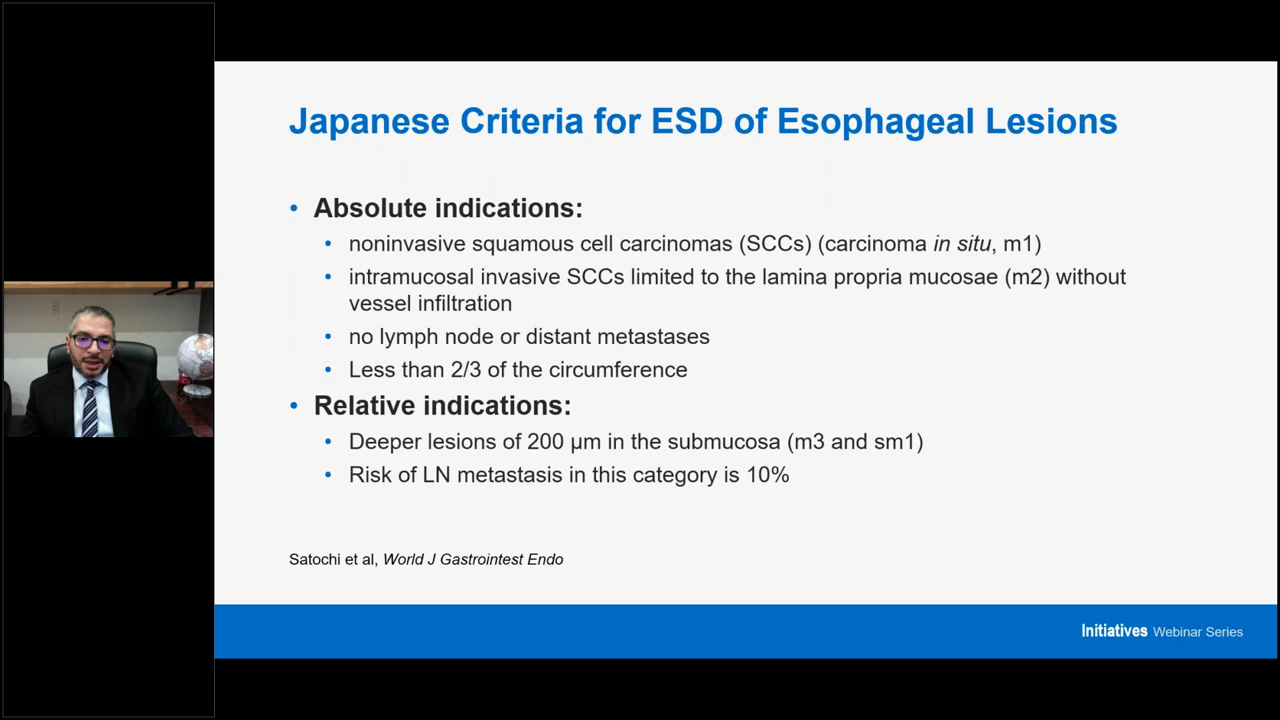 Japanese Criteria for ESD of Esophageal Lesions
• Absolute indications:
• noninvasive squamous cell carcinomas (SCCs) (carcinoma in situ, m1)
• intramucosal invasive SCCs limited to the lamina propria mucosae (m2) without
vessel infiltration
• no lymph node or distant metastases
• Less than 2/3 of the circumference
• Relative indications:
• Deeper lesions of 200 μm in the submucosa (m3 and sm1)
• Risk of LN metastasis in this category is 10%
Satochi et al, World J Gastrointest Endo
Initiatives Webinar Series